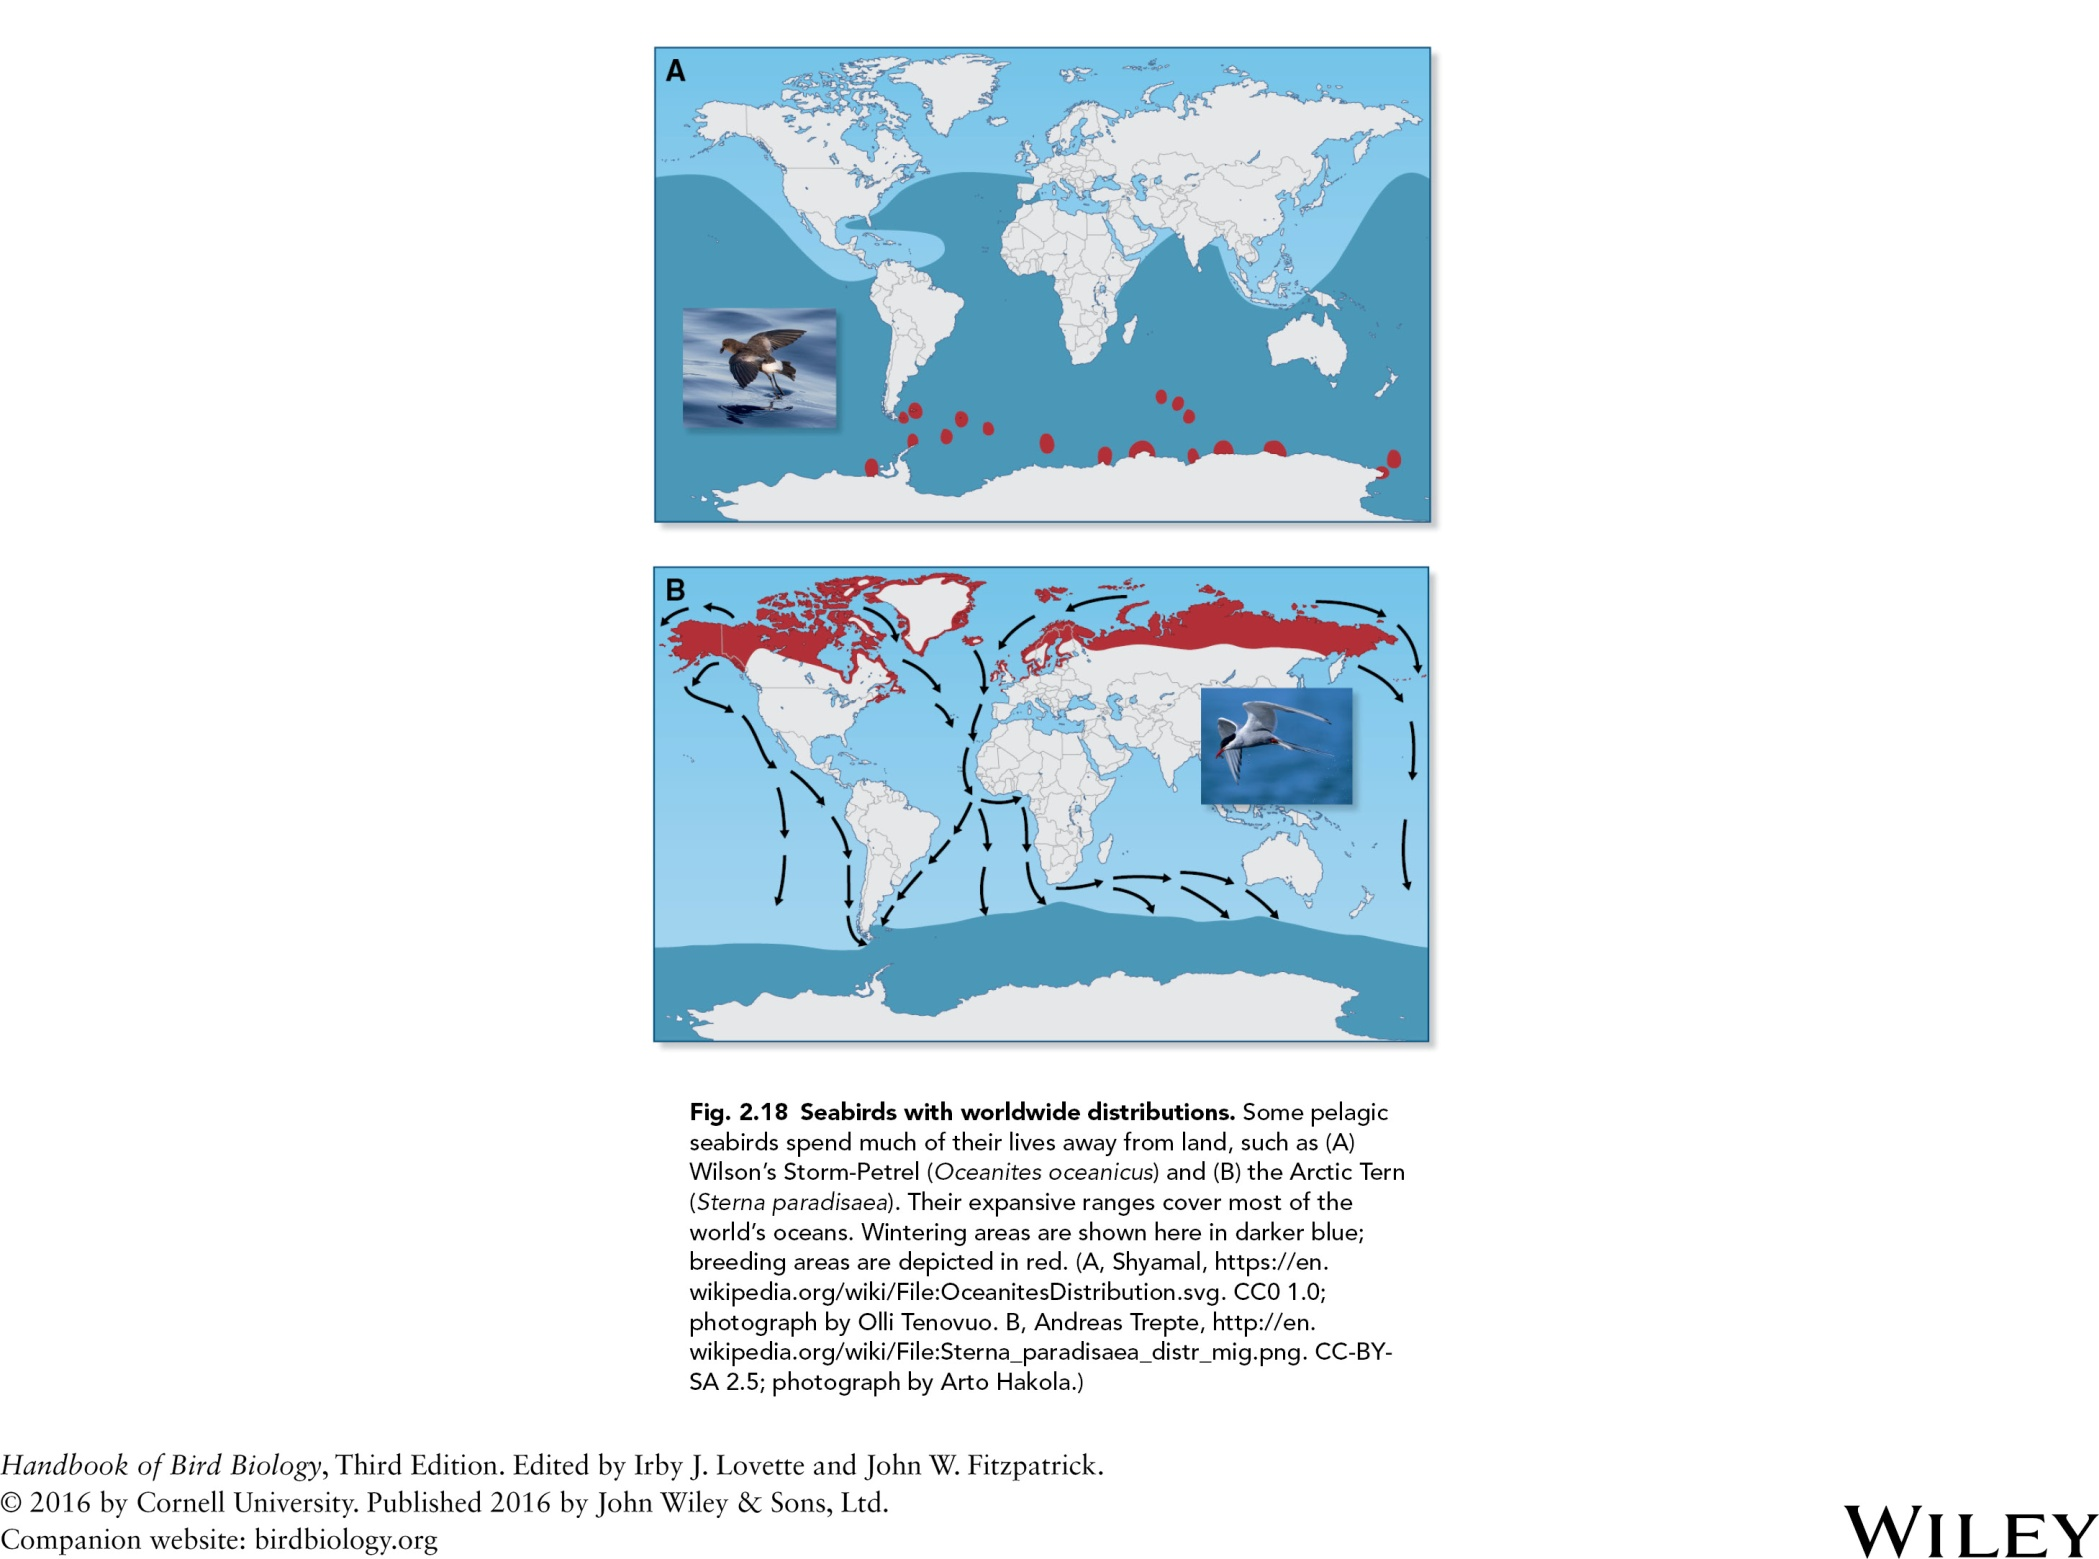 A
B
Fig. 2.18 Seabirds with worldwide distributions. Some pelagic
seabirds spend much of their lives away from land, such as (A)
Wilson’s Storm-Petrel (Oceanites oceanicus) and (B) the Arctic Tern
(Sterna paradisaea). Their expansive ranges cover most of the
world’s oceans. Wintering areas are shown here in darker blue;
breeding areas are depicted in red. (A, Shyamal, https://en.
wikipedia.org/wiki/File:OceanitesDistribution.svg. CC0 1.0;
photograph by Olli Tenovuo. B, Andreas Trepte, http://en.
wikipedia.org/wiki/File:Sterna_paradisaea_distr_mig.png. CC-BY-
SA 2.5; photograph by Arto Hakola.)
Handbook of Bird Biology, Third Edition. Edited by Irby J. Lovette and John W. Fitzpatrick.
© 2016 by Cornell University. Published 2016 by John Wiley & Sons, Ltd.
Companion website: birdbiology.org
WILEY